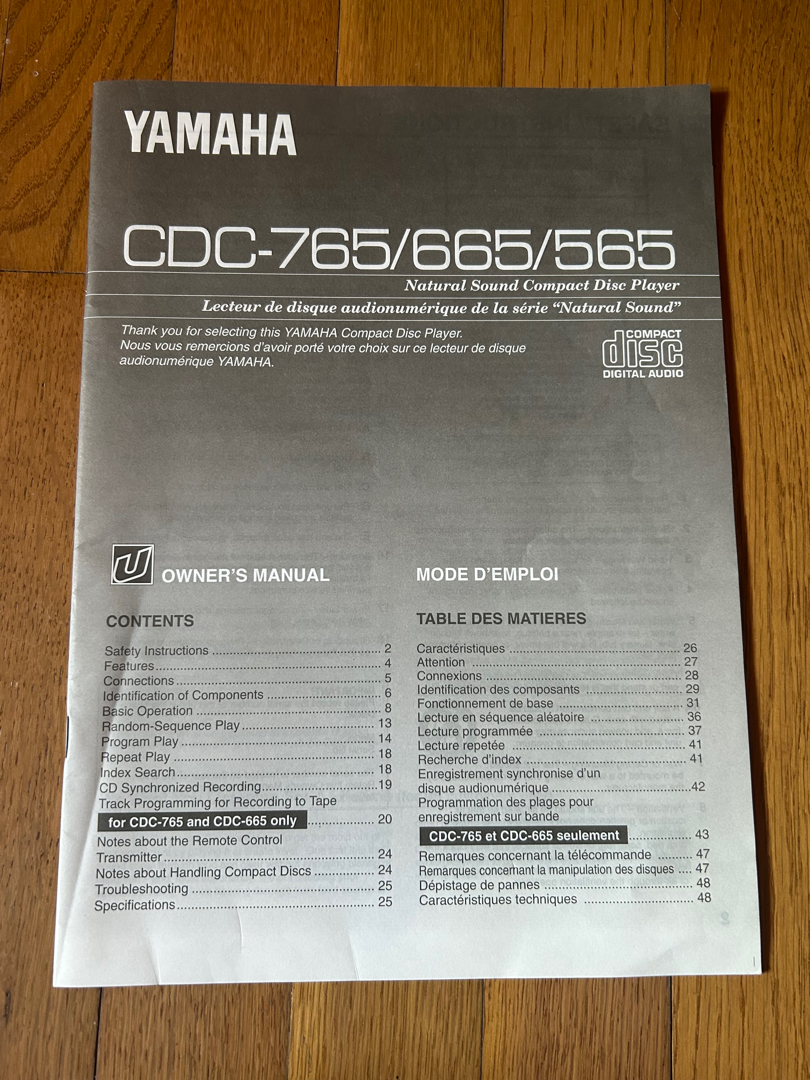 YAMAHA
CDC-765/665/565
Natural Sound Compact Disc Player
Lecteur de disque audionumérique de la série “Natural Sound”
Thank you for selecting this YAMAHA Compact Disc Player.
Nous vous remercions d’avoir porté votre choix sur ce lecteur de disque
audionumérique YAMAHA.
COMPACT
disc
DIGITAL AUDIO
U
OWNER’S MANUAL
CONTENTS
Safety Instructions ............ 2
Features ............ 4
Connections ............ 5
Identification of Components ............ 6
Basic Operation ............ 8
Random-Sequence Play ............ 13
Program Play ............ 14
Repeat Play ............ 18
Index Search ............ 18
CD Synchronized Recording ............ 19
Track Programming for Recording to Tape
for CDC-765 and CDC-665 only ............ 20
Notes about the Remote Control
Transmitter ............ 24
Notes about Handling Compact Discs ............ 24
Troubleshooting ............ 25
Specifications ............ 25
MODE D’EMPLOI
TABLE DES MATIERES
Caractéristiques ............ 26
Attention ............ 27
Connexions ............ 28
Identification des composants ............ 29
Fonctionnement de base ............ 31
Lecture en séquence aléatoire ............ 36
Lecture programmée ............ 37
Lecture repetée ............ 41
Recherche d’index ............ 41
Enregistrement synchronise d’un
disque audionumérique ............ 42
Programmation des plages pour
enregistrement sur bande
CDC-765 et CDC-665 seulement ............ 43
Remarques concernant la télécommande ............ 47
Remarques concernant la manipulation des disques .... 47
Dépistage de pannes ............ 48
Caractéristiques techniques ............ 48